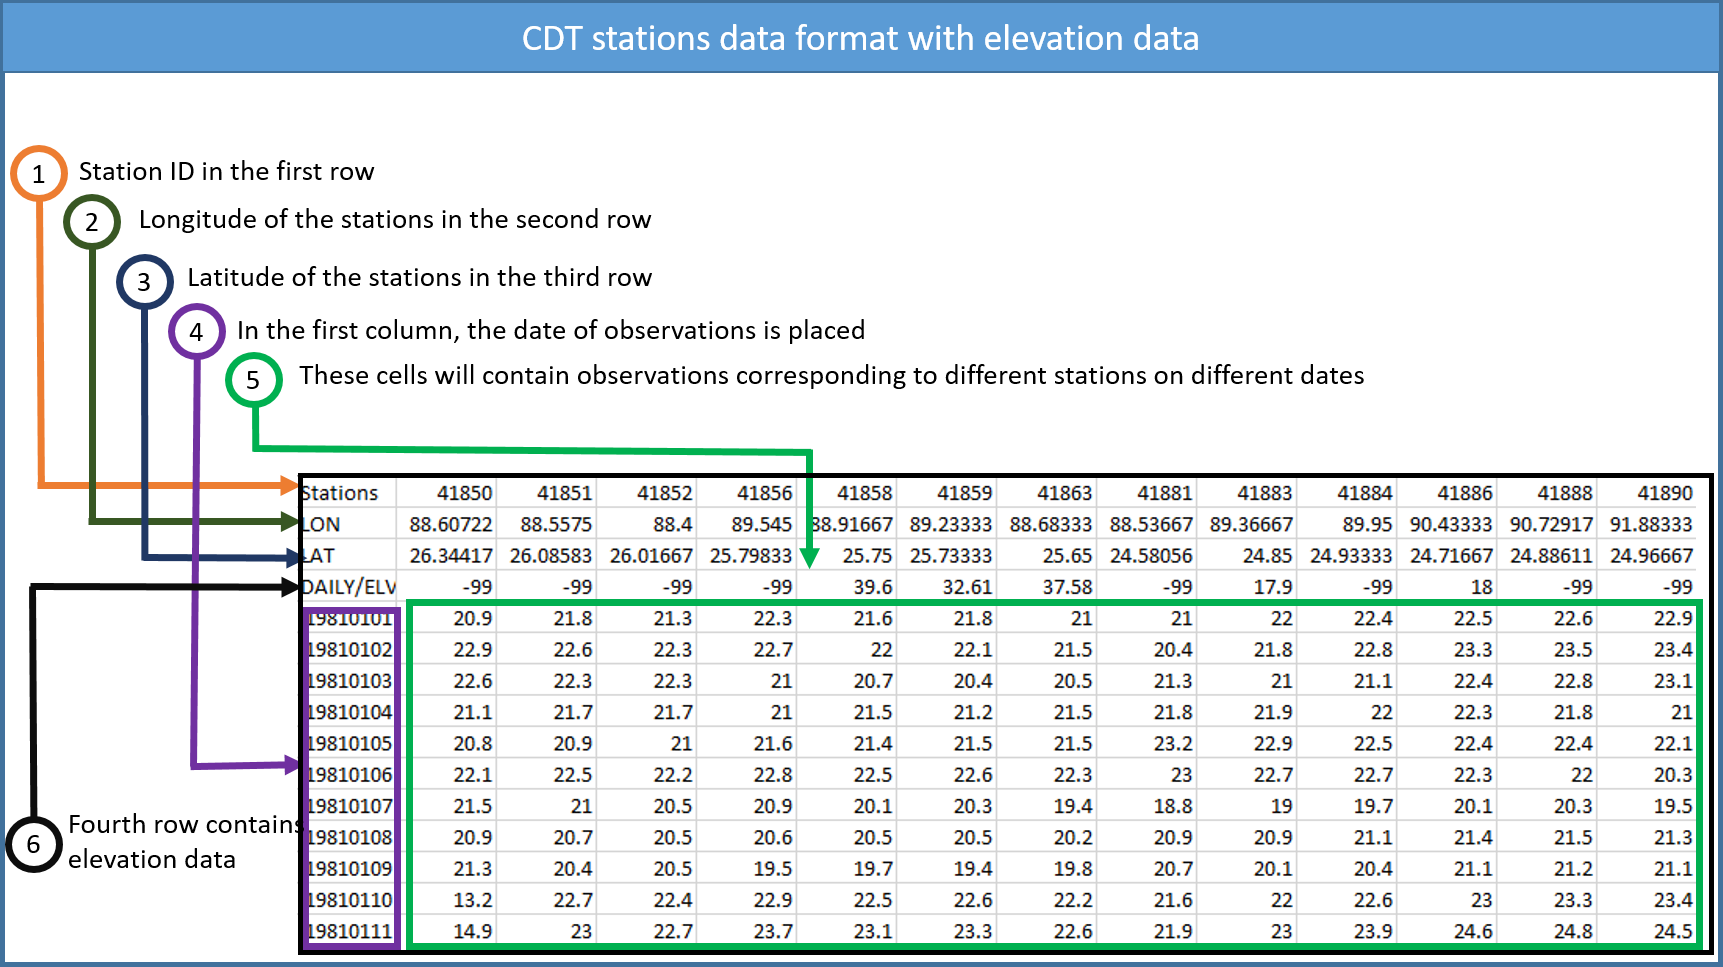 CDT stations data format with elevation data
1 Station ID in the first row
2 Longitude of the stations in the second row
3 Latitude of the stations in the third row
4 In the first column, the date of observations is placed
5 These cells will contain observations corresponding to different stations on different dates
Stations 41850 41851 41852 41856 41858 41859 41863 41881 41883 41884 41886 41888 41890
LON 88.60722 88.5575 88.4 89.545 88.91667 89.23333 88.68333 88.53667 89.36667 89.95 90.43333 90.72917 91.88333
LAT 26.34417 26.08583 26.01667 25.79833 25.75 25.73333 25.65 24.58056 24.85 24.93333 24.71667 24.88611 24.96667
DAILY/ELV -99 -99 -99 -99 39.6 32.61 37.58 -99 17.9 -99 18 -99 -99
19810101 20.9 21.8 21.3 22.3 21.6 21.8 21 21 22 22.4 22.5 22.6 22.9
19810102 22.9 22.6 22.3 22.7 22 22.1 21.5 20.4 21.8 22.8 23.3 23.5 23.4
19810103 22.6 22.3 22.3 21 20.7 20.4 20.5 21.3 21 21.1 22.4 22.8 23.1
19810104 21.1 21.7 21.7 21 21.5 21.2 21.5 21.8 21.9 22 22.3 21.8 21
19810105 20.8 20.9 21 21.6 21.4 21.5 21.5 23.2 22.9 22.5 22.4 22.4 22.1
19810106 22.1 22.5 22.2 22.8 22.5 22.6 22.3 23 22.7 22.7 22.3 22 20.3
19810107 21.5 21 20.5 20.9 20.1 20.3 19.4 18.8 19 19.7 20.1 20.3 19.5
19810108 20.9 20.7 20.5 20.6 20.5 20.5 20.2 20.9 20.9 21.1 21.4 21.5 21.3
19810109 21.3 20.4 20.5 19.5 19.7 19.4 19.8 20.7 20.1 20.4 21.1 21.2 21.1
19810110 13.2 22.7 22.4 22.9 22.5 22.6 22.2 21.6 22 22.6 23 23.3 23.4
19810111 14.9 23 22.7 23.7 23.1 23.3 22.6 21.9 23 23.9 24.6 24.8 24.5
6 Fourth row contains
elevation data